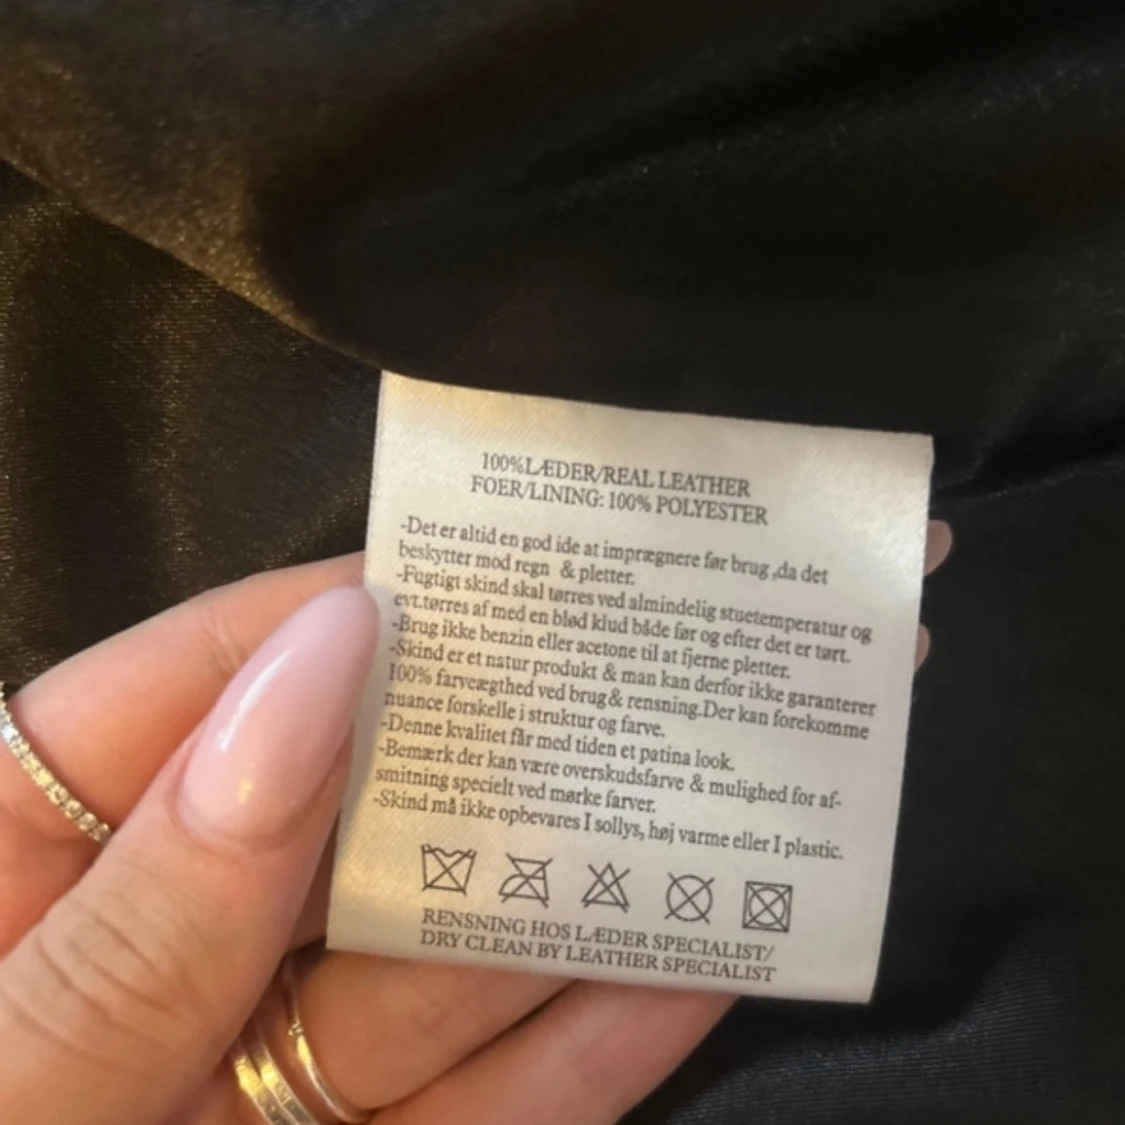 100%LÆDER/REAL LEATHER
FOER/LINING: 100% POLYESTER
-Det er altid en god ide at imprægnere før brug ,da det
beskytter mod regn & pletter.
-Fugtigt skind skal tørres ved almindelig stuetemperatur og
evt.tørres af med en blød klud både før og efter det er tørt.
-Brug ikke benzin eller acetone til at fjerne pletter.
-Skind er et natur produkt & man kan derfor ikke garanterer
100% farveægthed ved brug& rensning.Der kan forekomme
nuance forskelle i struktur og farve.
-Denne kvalitet får med tiden et patina look.
-Bemærk der kan være overskudsfarve & mulighed for af-
smitning specielt ved mørke farver.
-Skind må ikke opbevares I sollys, høj varme eller I plastic.
RENSNING HOS LÆDER SPECIALIST/
DRY CLEAN BY LEATHER SPECIALIST